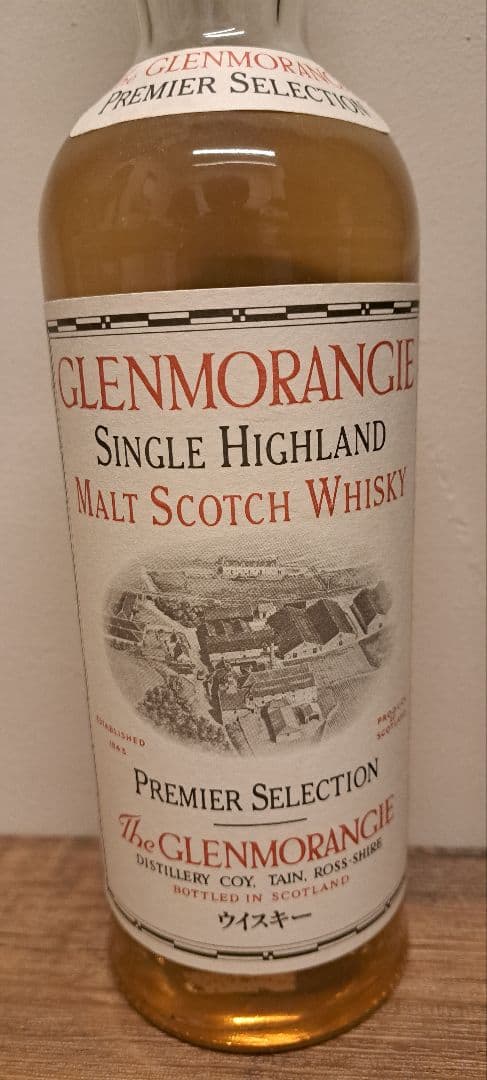 The GLENMORANGIE
PREMIER SELECTION
GLENMORANGIE
SINGLE HIGHLAND
MALT SCOTCH WHISKY
ESTABLISHED
1843
PRODUCT
OF
SCOTLAND
PREMIER SELECTION
The GLENMORANGIE
DISTILLERY COY, TAIN, ROSS-SHIRE
BOTTLED IN SCOTLAND
ウイスキー